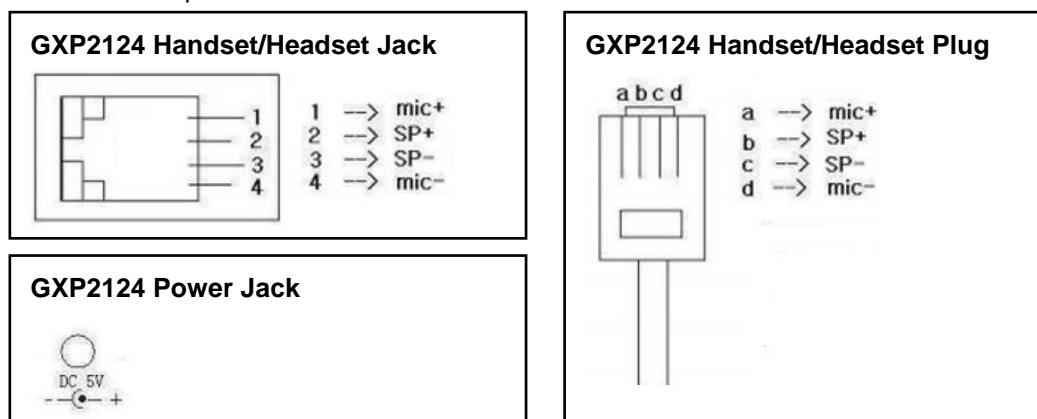 GXP2124 Handset/Headset Jack
1
2
3
4
1 --> mic+
2 --> SP+
3 --> SP-
4 --> mic-
GXP2124 Power Jack
DC 5V
- +
GXP2124 Handset/Headset Plug
a b c d
a --> mic+
b --> SP+
c --> SP-
d --> mic-